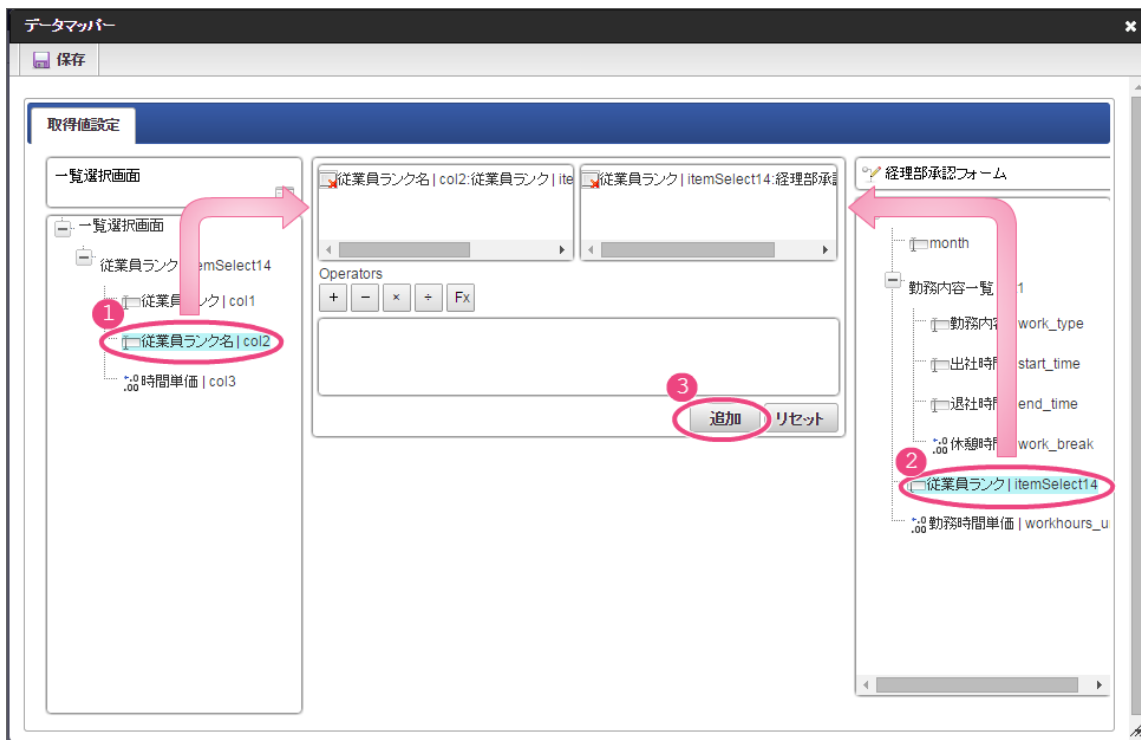 データマッパー
保存
取得値設定
一覧選択画面
一覧選択画面
従業員ランク emSelect14
従業員 ンク | col1
1
従業員ランク名 | col2
時間単価 | col3
従業員ランク名 | col2:従業員ランク | ite
従業員ランク | itemSelect14:経理部承認
Operators
+ - × ÷ Fx
3
追加 リセット
経理部承認フォーム
month
勤務内容一覧 1
勤務内容 work_type
出社時 start_time
退社時 end_time
休憩時 work_break
2
従業員ランク | itemSelect14
勤務時間単価 | workhours_u